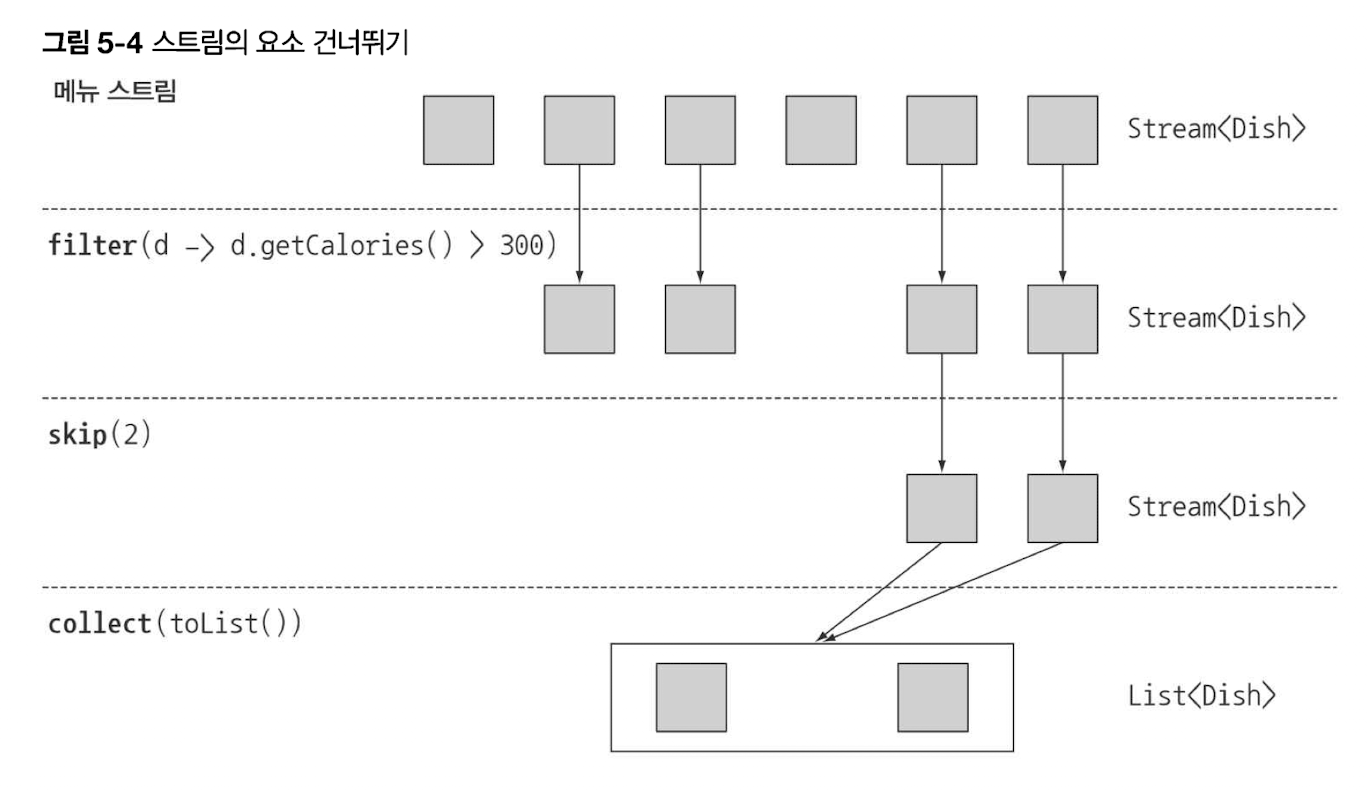 그림 5-4 스트림의 요소 건너뛰기
메뉴 스트림
Stream<Dish>
filter(d -> d.getCalories() > 300)
Stream<Dish>
skip(2)
Stream<Dish>
collect(toList())
List<Dish>